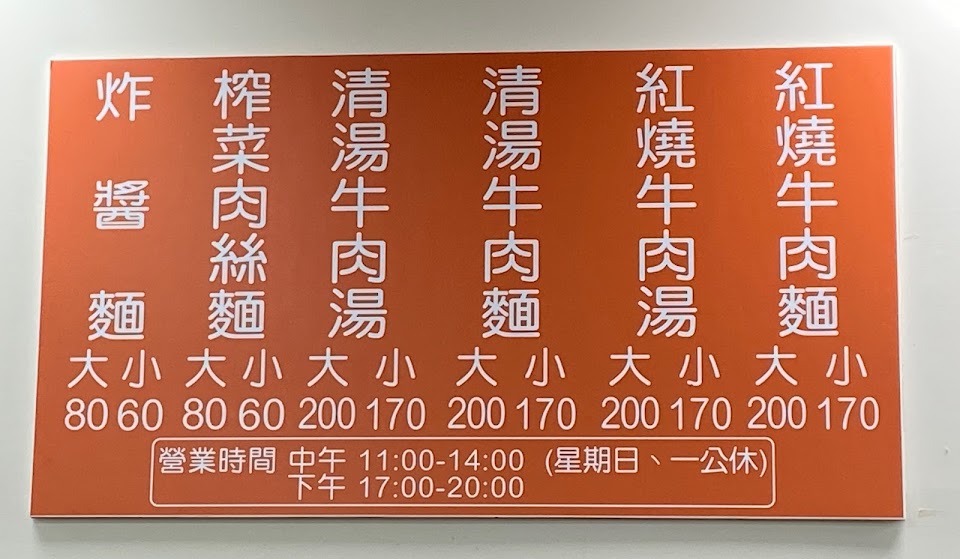 紅燒牛肉麵
大 小
200 170
紅燒牛肉湯
大 小
200 170
清湯牛肉麵
大 小
200 170
清湯牛肉湯
大 小
200 170
榨菜肉絲麵
大 小
80 60
炸醬麵
大 小
80 60
營業時間 中午 11:00-14:00 (星期日、一公休)
下午 17:00-20:00